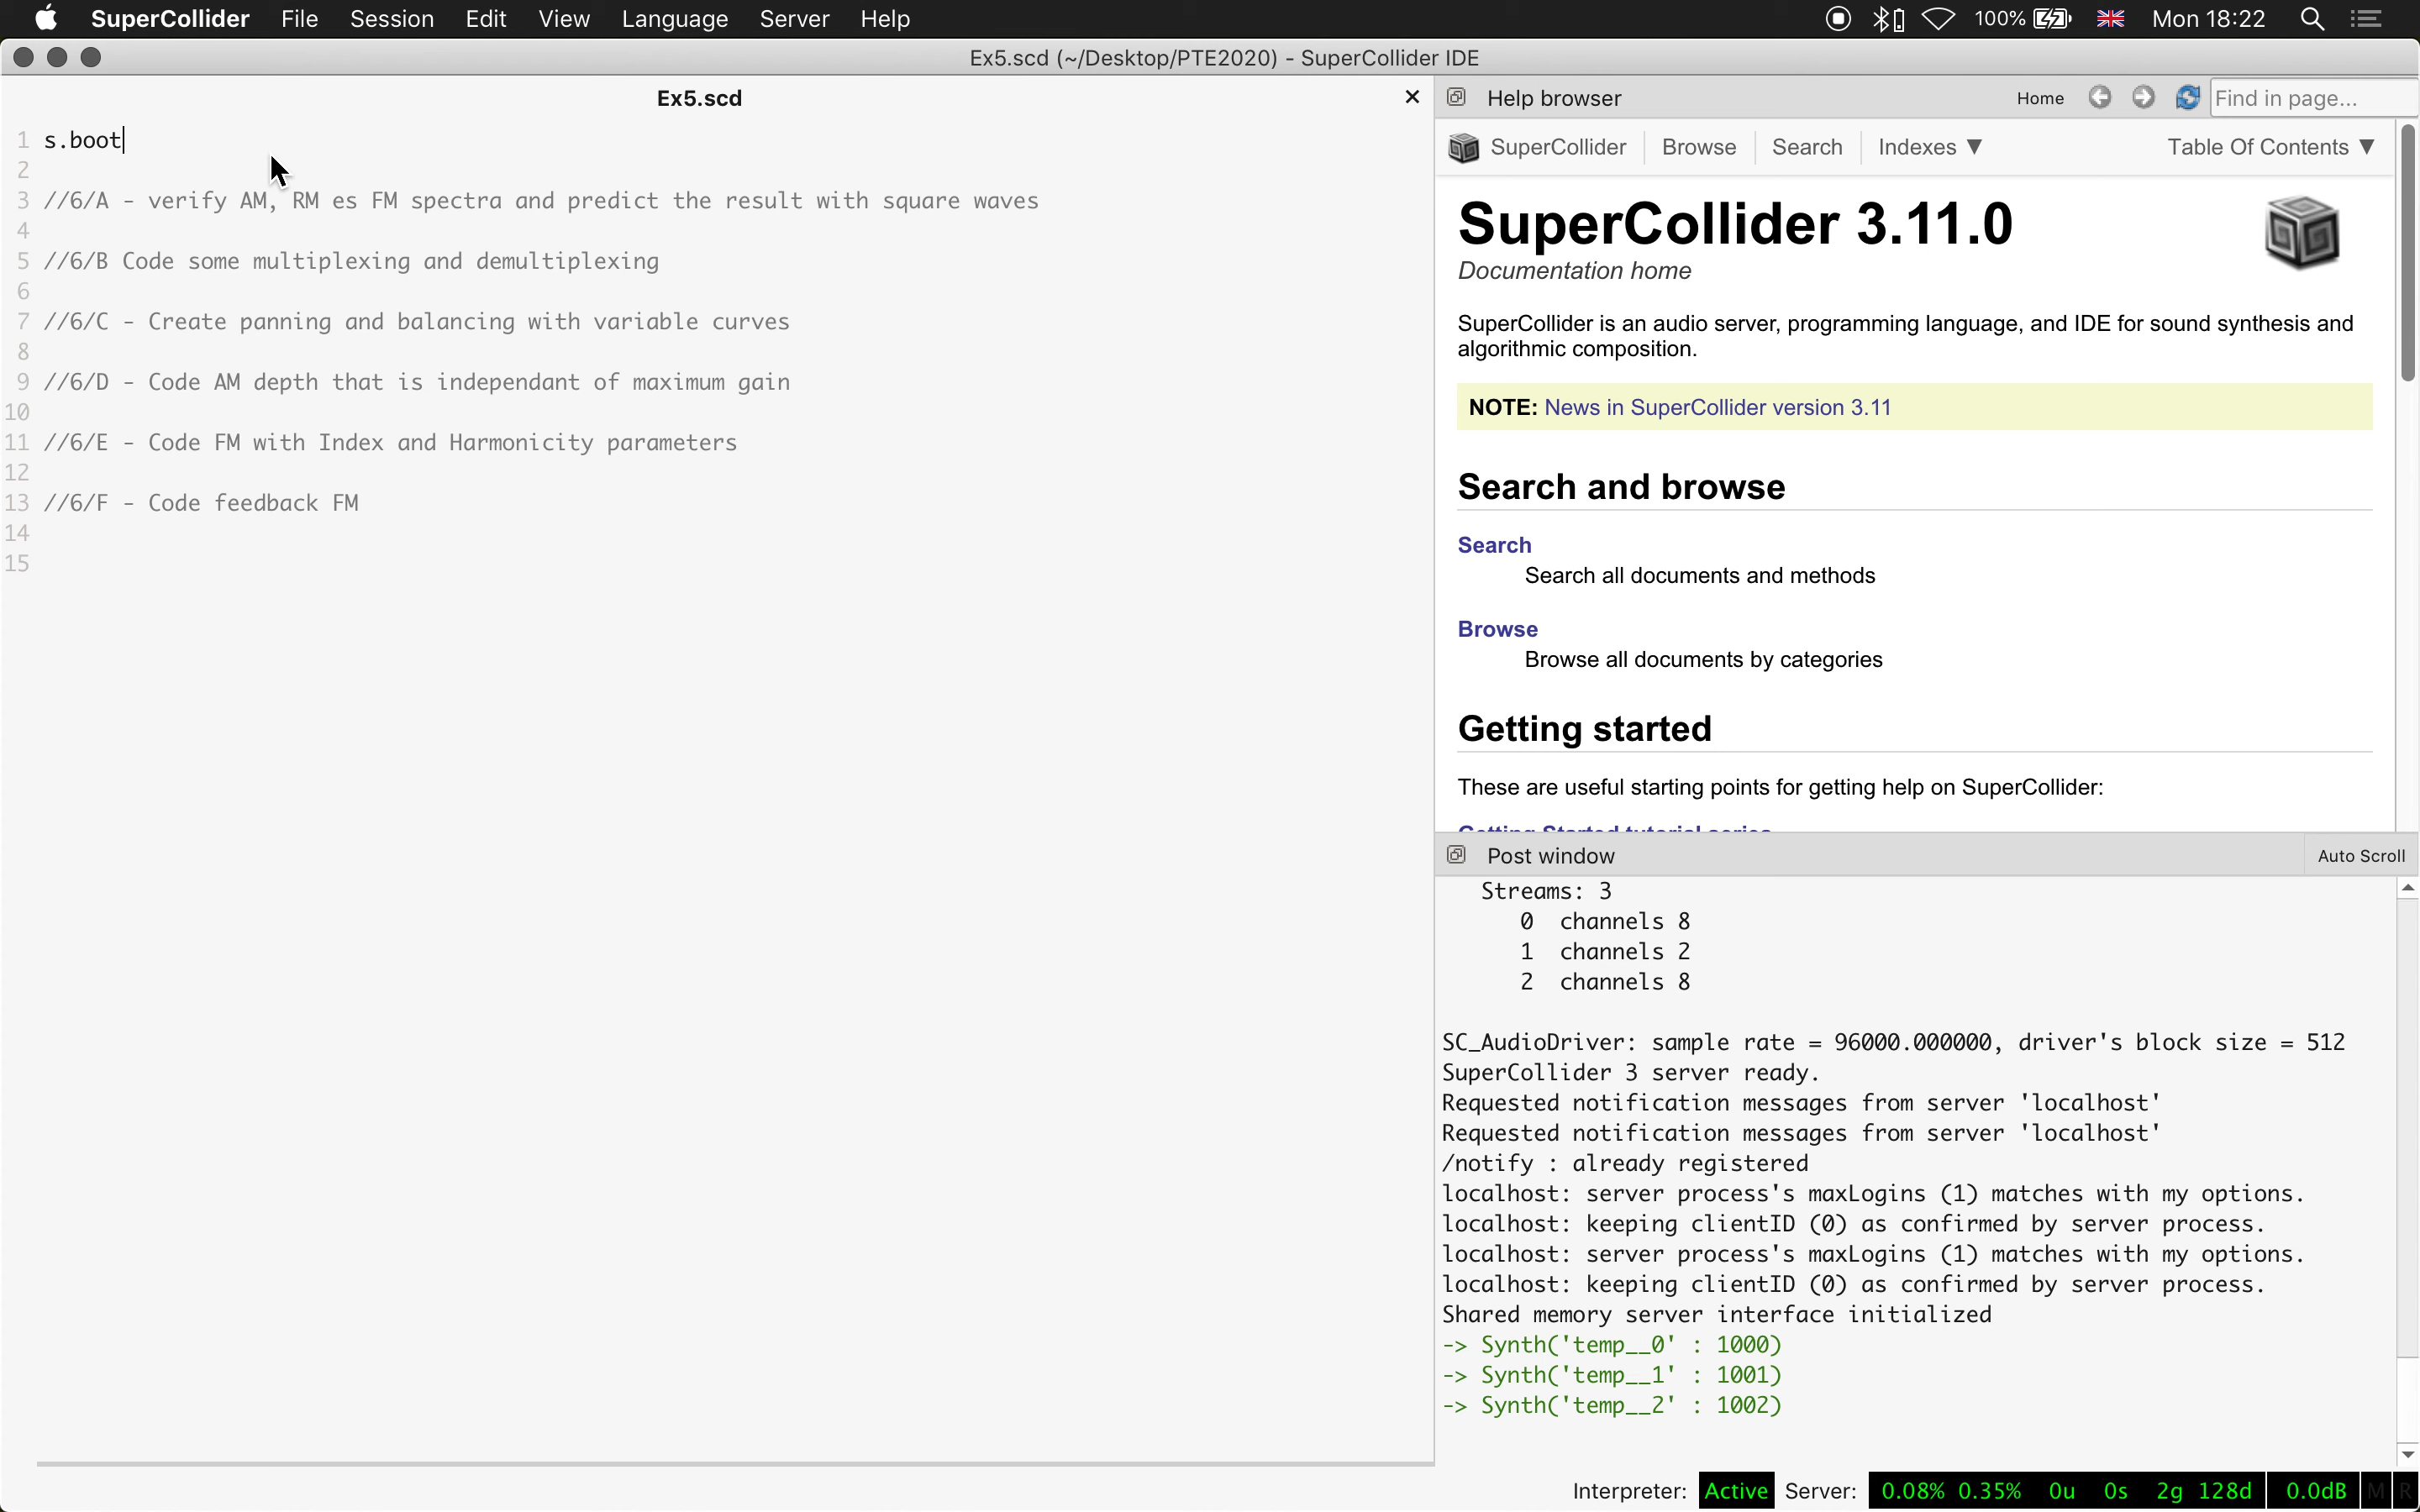 SuperCollider File Session Edit View Language Server Help 100% Mon 18:22
Ex5.scd (~/Desktop/PTE2020) - SuperCollider IDE
Ex5.scd
1 s.boot
2
3 //6/A - verify AM, RM es FM spectra and predict the result with square waves
4
5 //6/B Code some multiplexing and demultiplexing
6
7 //6/C - Create panning and balancing with variable curves
8
9 //6/D - Code AM depth that is independant of maximum gain
10
11 //6/E - Code FM with Index and Harmonicity parameters
12
13 //6/F - Code feedback FM
14
15
Help browser Home Find in page...
SuperCollider Browse Search Indexes ▼ Table Of Contents ▼
SuperCollider 3.11.0
Documentation home
SuperCollider is an audio server, programming language, and IDE for sound synthesis and
algorithmic composition.
NOTE: News in SuperCollider version 3.11
Search and browse
Search
Search all documents and methods
Browse
Browse all documents by categories
Getting started
These are useful starting points for getting help on SuperCollider:
Getting Started tutorial series
Post window Auto Scroll
Streams: 3
0 channels 8
1 channels 2
2 channels 8
SC_AudioDriver: sample rate = 96000.000000, driver's block size = 512
SuperCollider 3 server ready.
Requested notification messages from server 'localhost'
Requested notification messages from server 'localhost'
/notify : already registered
localhost: server process's maxLogins (1) matches with my options.
localhost: keeping clientID (0) as confirmed by server process.
localhost: server process's maxLogins (1) matches with my options.
localhost: keeping clientID (0) as confirmed by server process.
Shared memory server interface initialized
-> Synth('temp__0' : 1000)
-> Synth('temp__1' : 1001)
-> Synth('temp__2' : 1002)
Interpreter: Active Server: 0.08% 0.35% 0u 0s 2g 128d 0.0dB M R